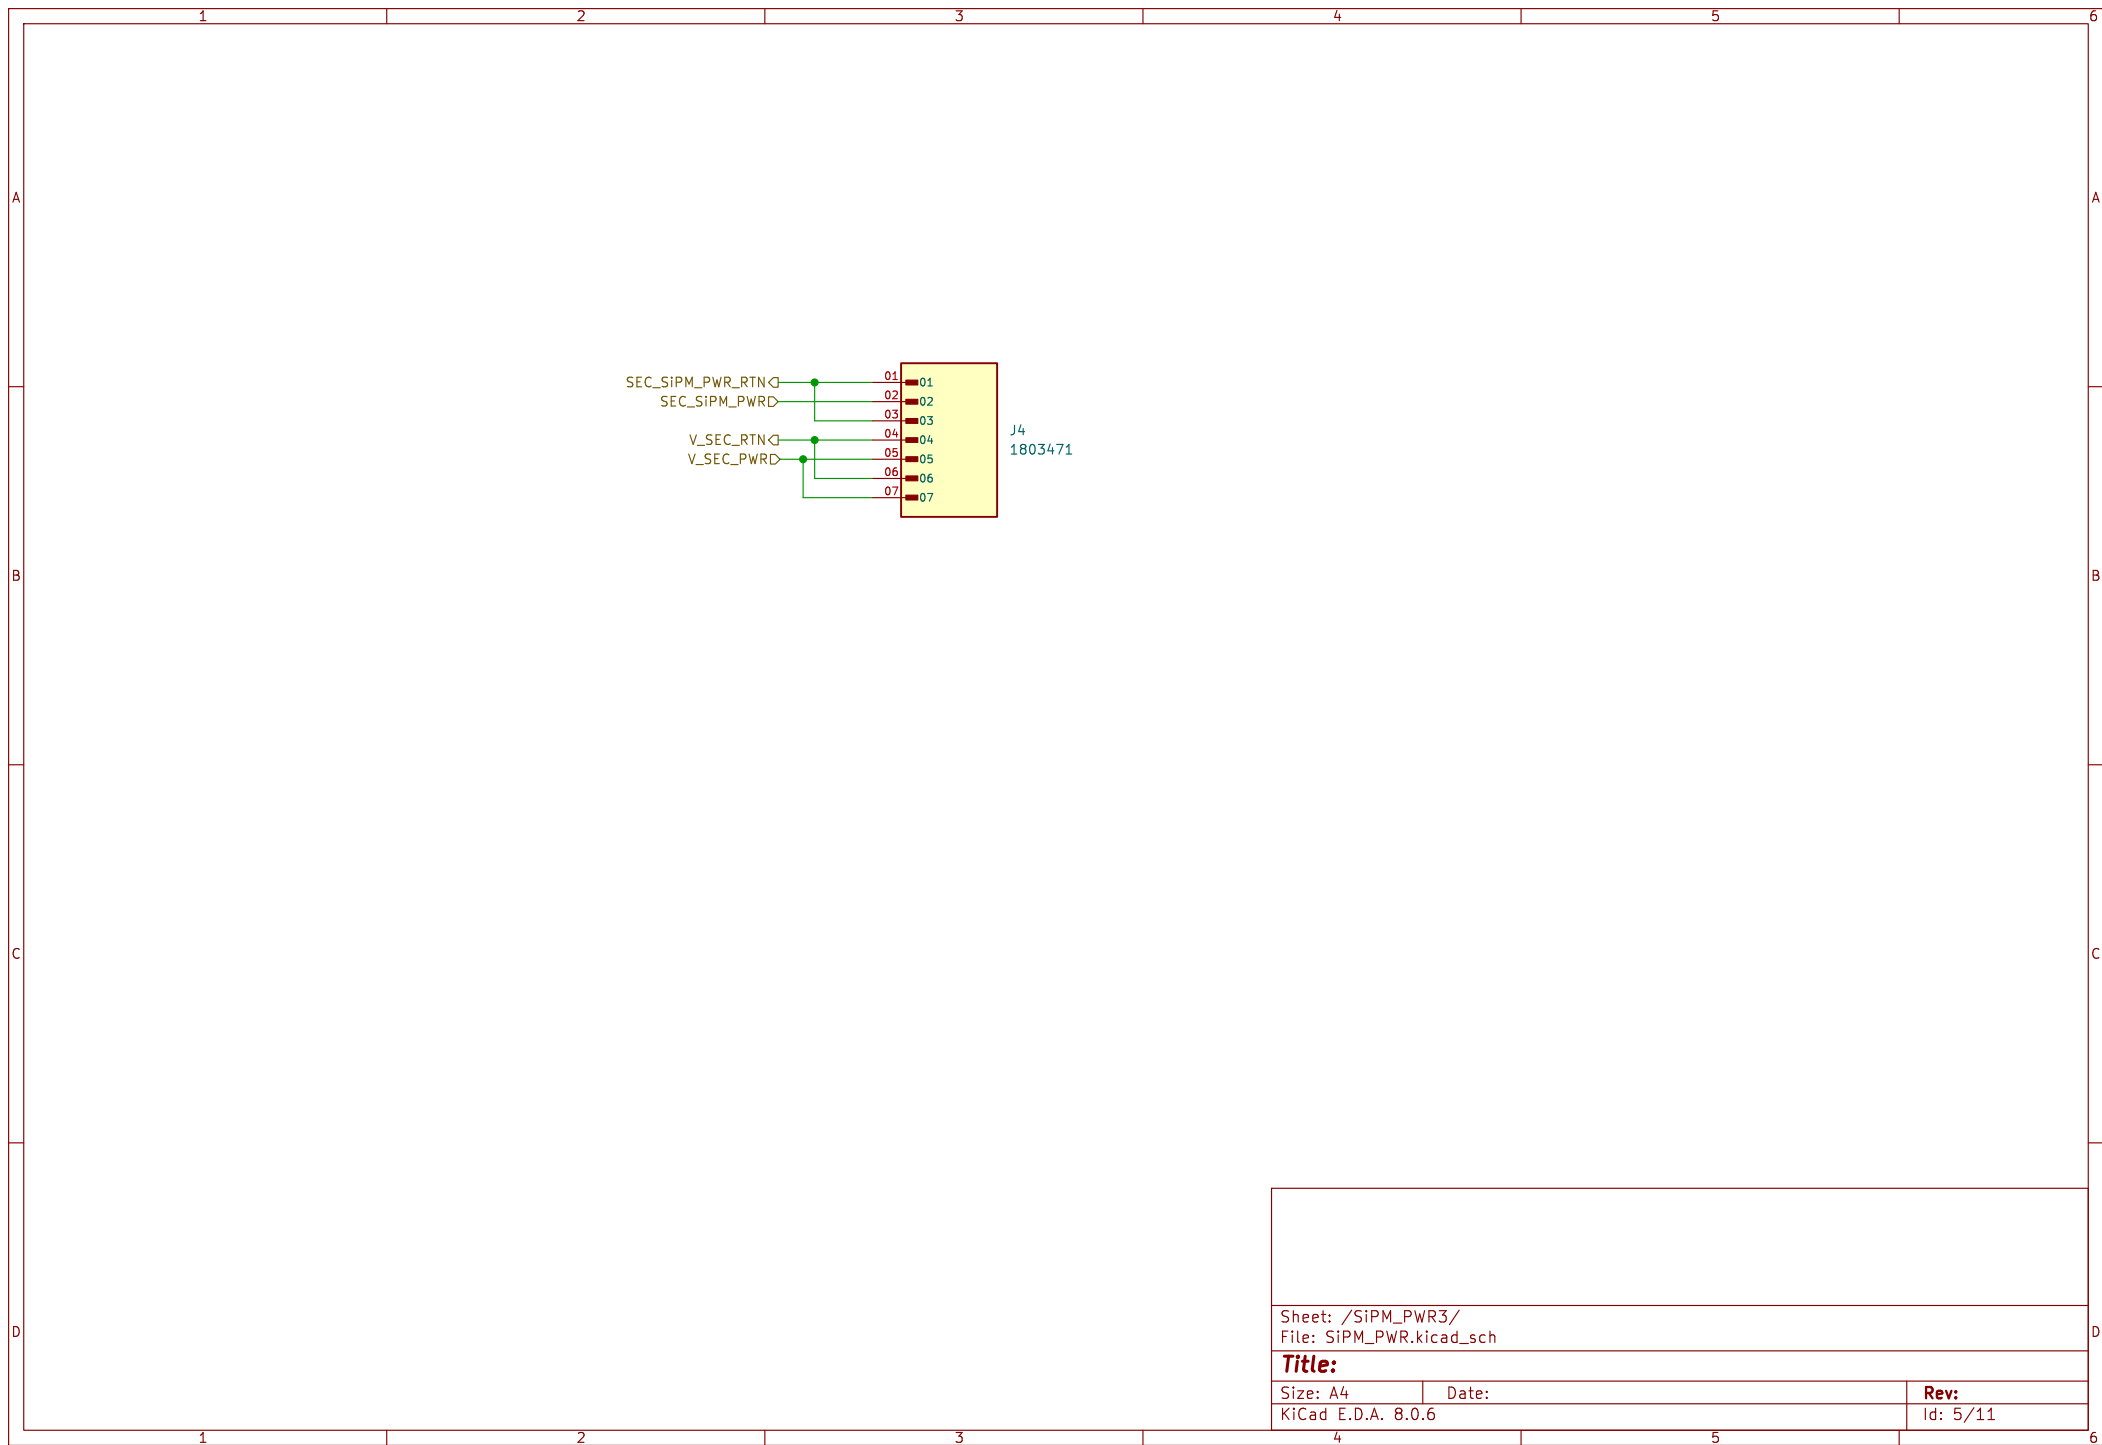 1 2 3 4 5 6
A A
SEC_SiPM_PWR_RTN 01 01
SEC_SiPM_PWR 02 02
03 03
V_SEC_RTN 04 04
V_SEC_PWR 05 05
06 06
07 07
J4
1803471
B B
C C
D D
Sheet: /SiPM_PWR3/
File: SiPM_PWR.kicad_sch
Title:
Size: A4 Date: Rev:
KiCad E.D.A. 8.0.6 Id: 5/11
1 2 3 4 5 6